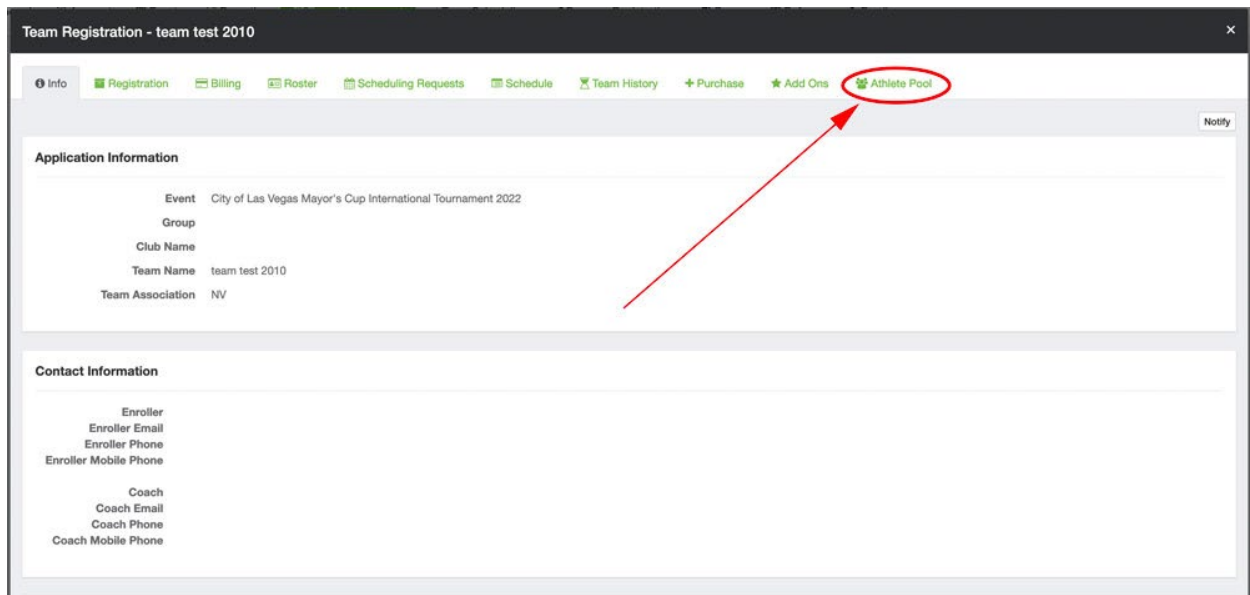 Team Registration - team test 2010 ×
Info Registration Billing Roster Scheduling Requests Schedule Team History + Purchase Add Ons Athlete Pool
Notify
Application Information
Event City of Las Vegas Mayor's Cup International Tournament 2022
Group
Club Name
Team Name team test 2010
Team Association NV
Contact Information
Enroller
Enroller Email
Enroller Phone
Enroller Mobile Phone
Coach
Coach Email
Coach Phone
Coach Mobile Phone